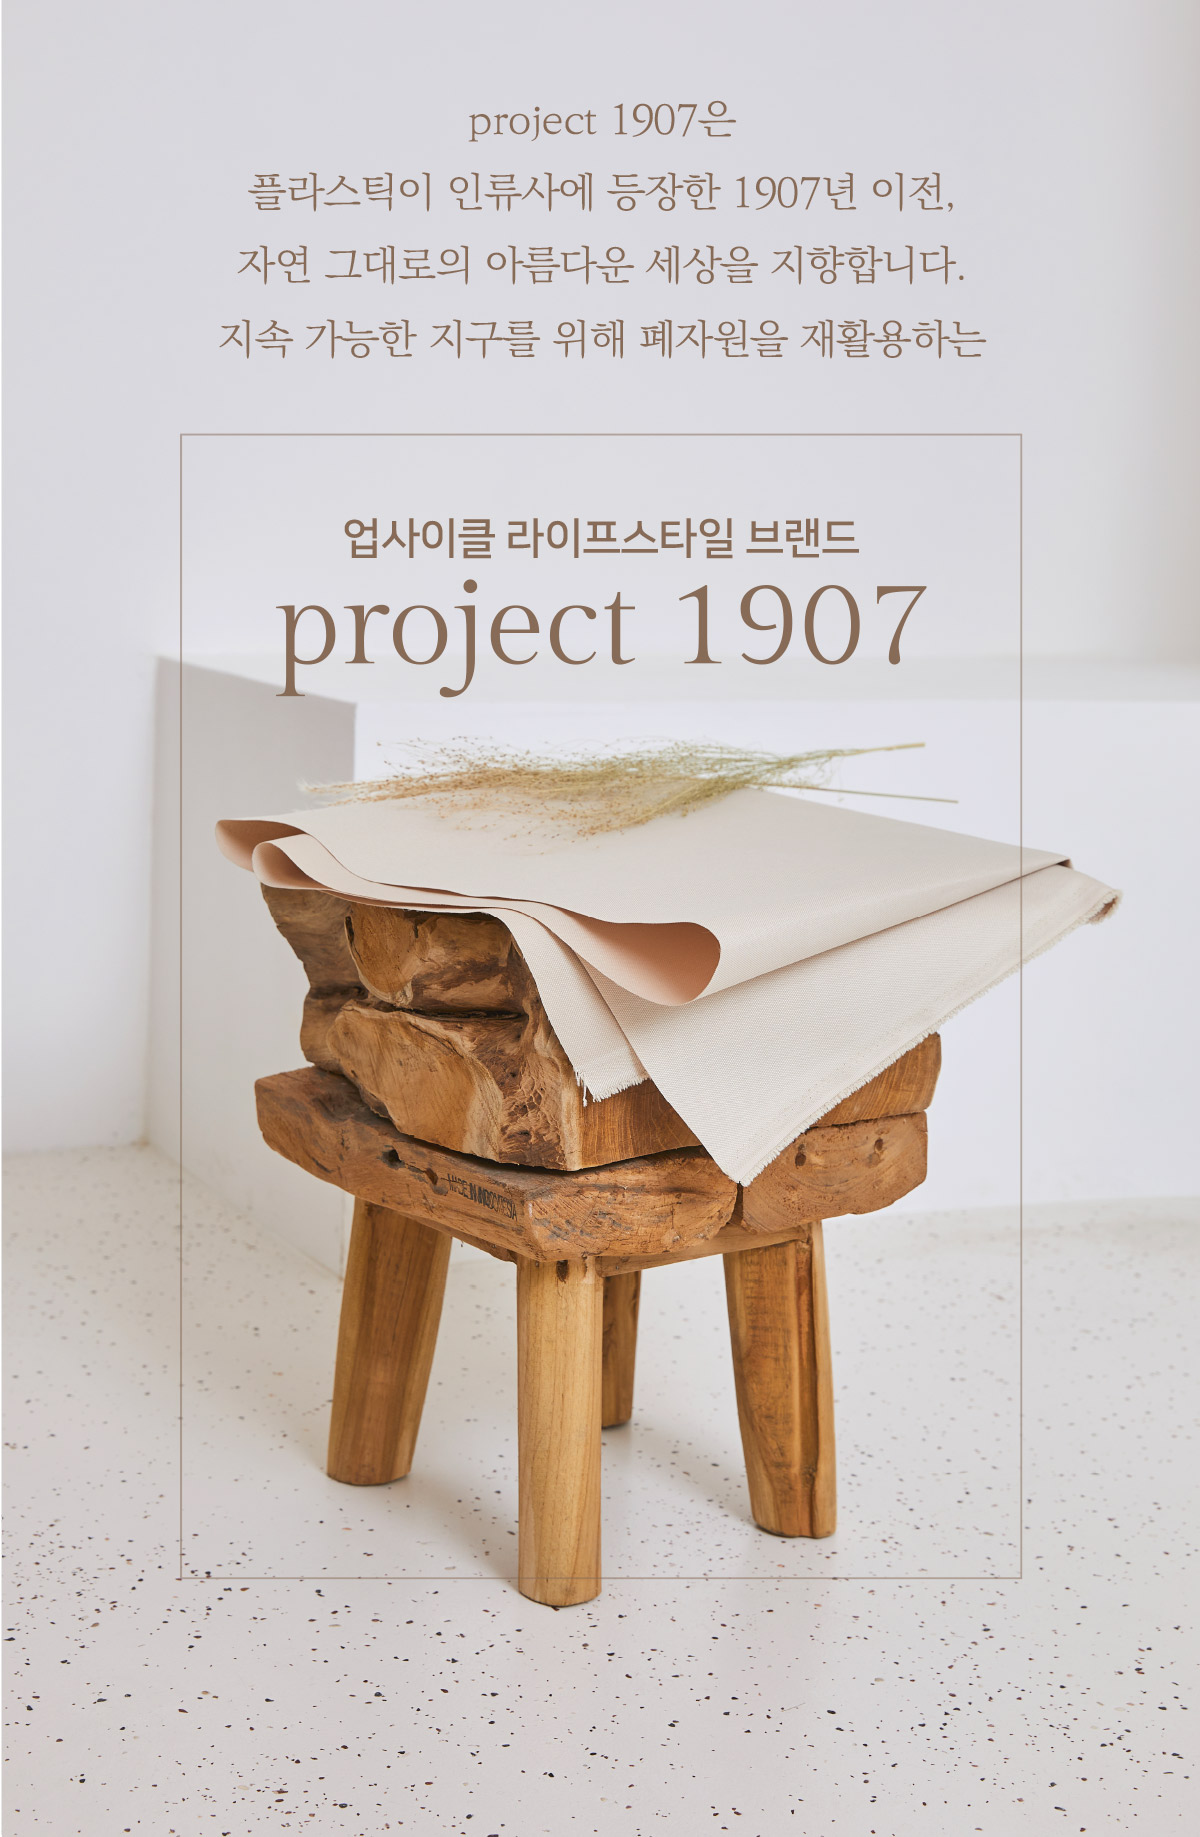 project 1907은
플라스틱이 인류사에 등장한 1907년 이전,
자연 그대로의 아름다운 세상을 지향합니다.
지속 가능한 지구를 위해 폐자원을 재활용하는
업사이클 라이프스타일 브랜드
project 1907
MADE IN INDONESIA